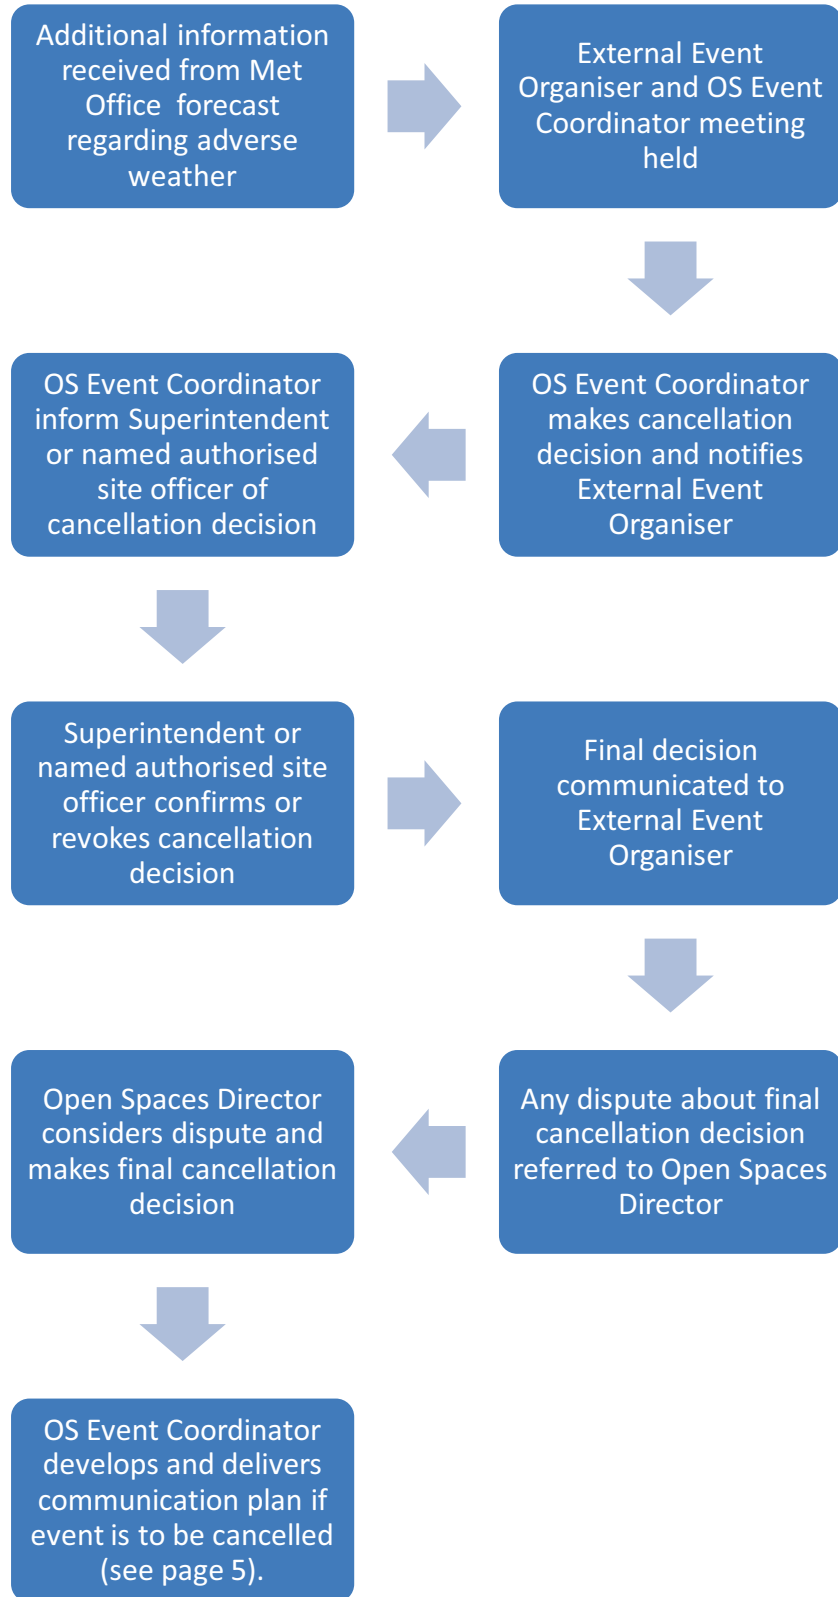 Additional information
received from Met
Office  forecast
regarding adverse
weather
External Event
Organiser and OS Event
Coordinator meeting
held
OS Event Coordinator
makes cancellation
decision and notifies
External Event
Organiser
OS Event Coordinator
inform Superintendent
or named authorised
site officer of
cancellation decision
Superintendent or
named authorised site
officer confirms or
revokes cancellation
decision
Final decision
communicated to
External Event
Organiser
Any dispute about final
cancellation decision
referred to Open Spaces
Director
Open Spaces Director
considers dispute and
makes final cancellation
decision
OS Event Coordinator
develops and delivers
communication plan if
event is to be cancelled
(see page 5).